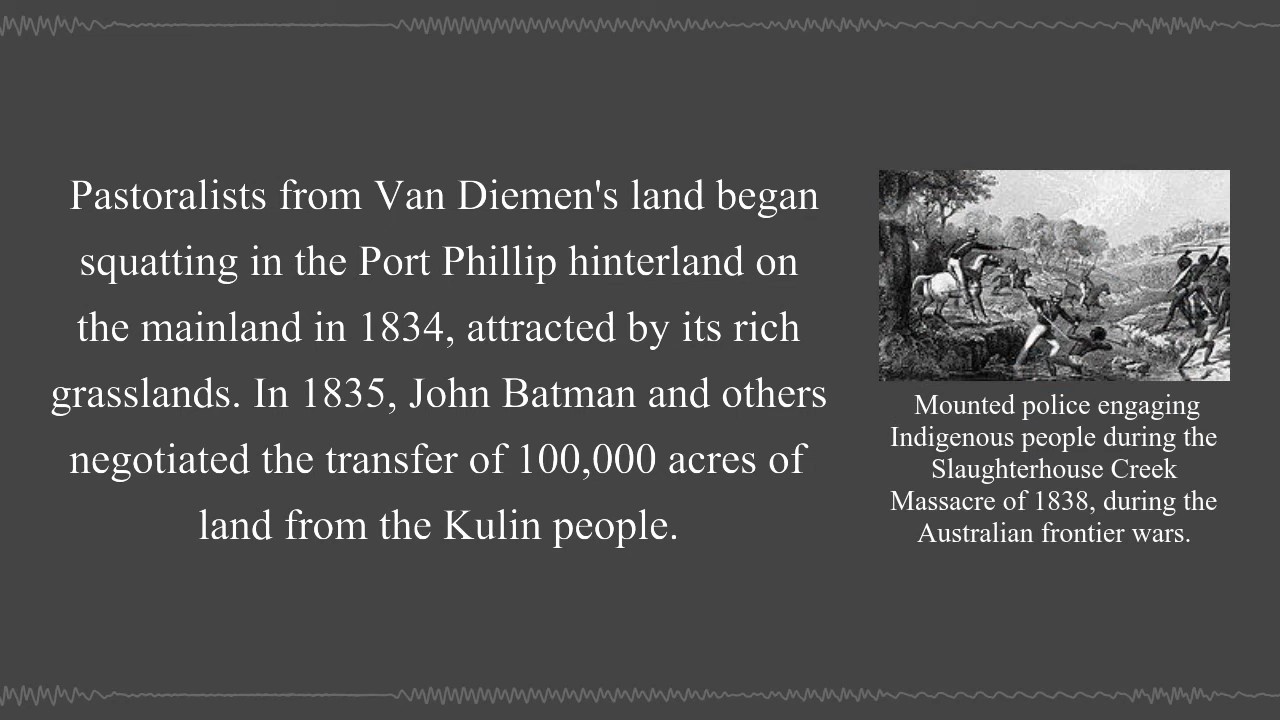 Pastoralists from Van Diemen's land began
squatting in the Port Phillip hinterland on
the mainland in 1834, attracted by its rich
grasslands. In 1835, John Batman and others
negotiated the transfer of 100,000 acres of
land from the Kulin people.
Mounted police engaging
Indigenous people during the
Slaughterhouse Creek
Massacre of 1838, during the
Australian frontier wars.